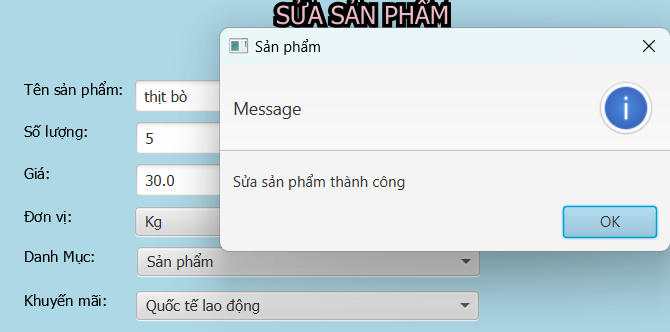 SỬA SẢN PHẨM
Sản phẩm
Message
Sửa sản phẩm thành công
OK
Tên sản phẩm: thịt bò
Số lượng: 5
Giá: 30.0
Đơn vị: Kg
Danh Mục: Sản phẩm
Khuyến mãi: Quốc tế lao động